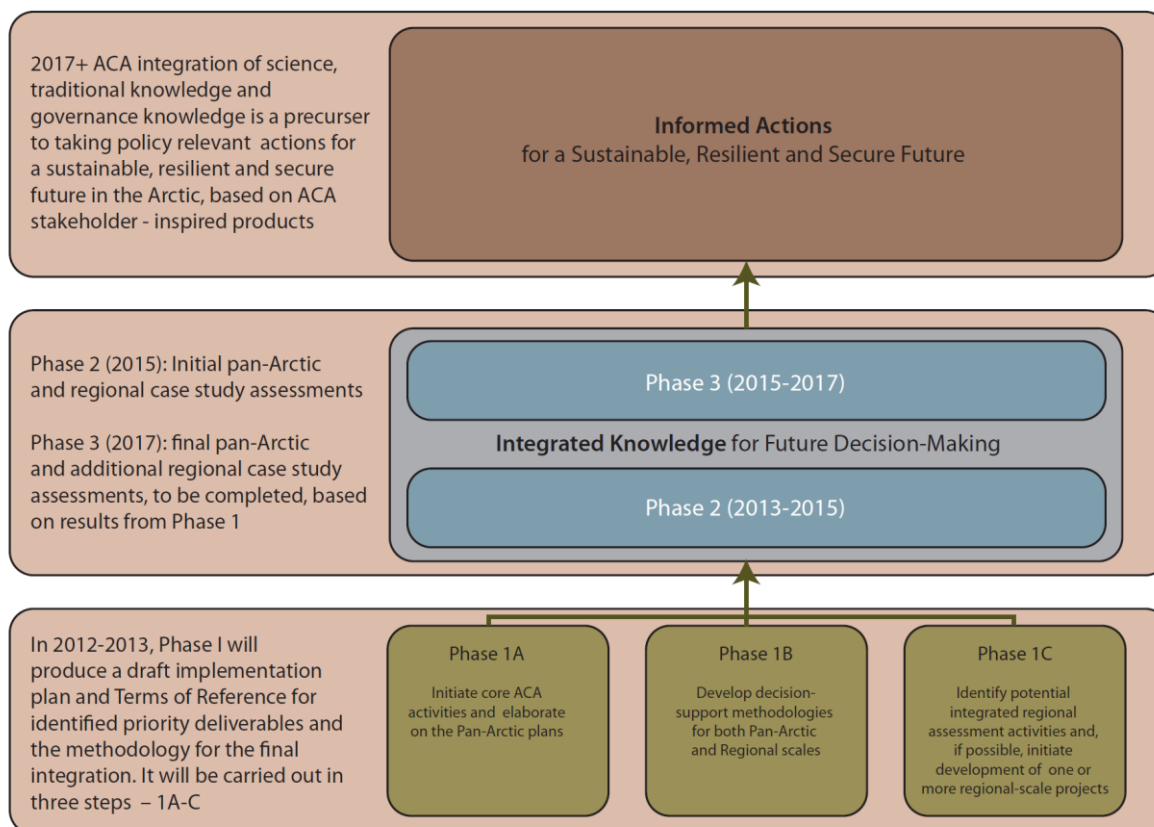 2017+ ACA integration of science,
traditional knowledge and
governance knowledge is a precurser
to taking policy relevant actions for
a sustainable, resilient and secure
future in the Arctic, based on ACA
stakeholder - inspired products
Informed Actions
for a Sustainable, Resilient and Secure Future
Phase 2 (2015): Initial pan-Arctic
and regional case study assessments
Phase 3 (2017): final pan-Arctic
and additional regional case study
assessments, to be completed, based
on results from Phase 1
Phase 3 (2015-2017)
Integrated Knowledge for Future Decision-Making
Phase 2 (2013-2015)
In 2012-2013, Phase I will
produce a draft implementation
plan and Terms of Reference for
identified priority deliverables and
the methodology for the final
integration. It will be carried out in
three steps – 1A-C
Phase 1A
Initiate core ACA
activities and elaborate
on the Pan-Arctic plans
Phase 1B
Develop decision-
support methodologies
for both Pan-Arctic
and Regional scales
Phase 1C
Identify potential
integrated regional
assessment activities and,
if possible, initiate
development of one or
more regional-scale projects